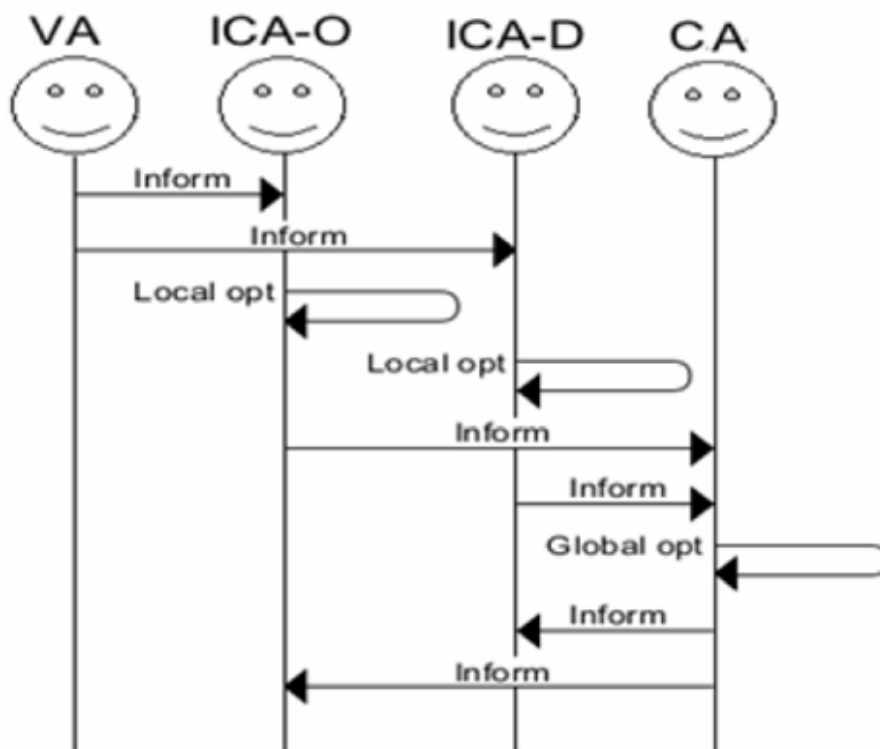 VA ICA-O ICA-D CA
Inform
Inform
Local opt
Local opt
Inform
Inform
Global opt
Inform
Inform